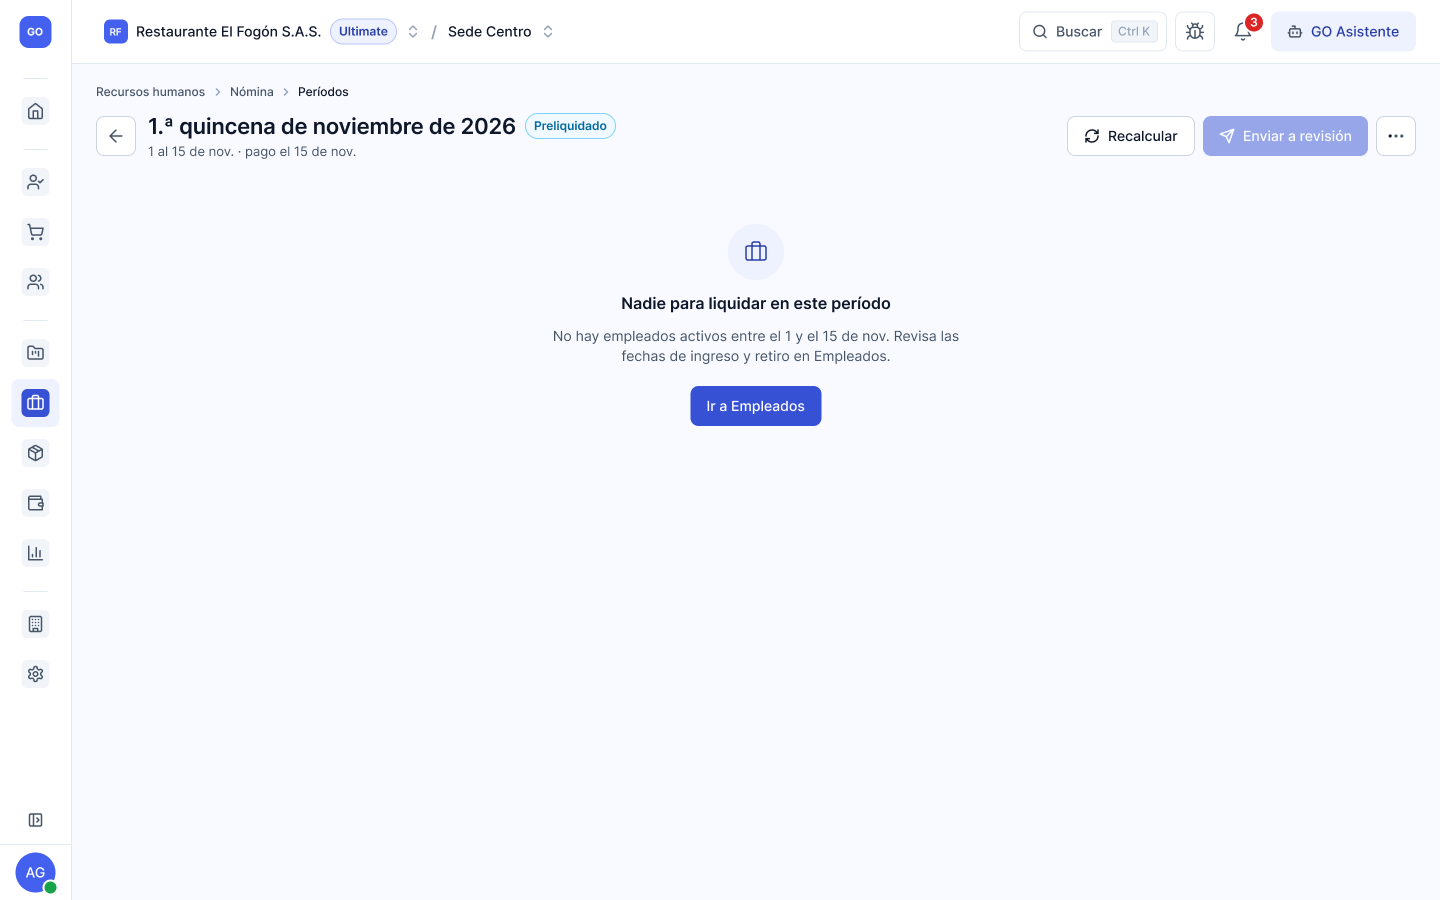 GO
RF Restaurante El Fogón S.A.S. Ultimate / Sede Centro
Buscar Ctrl K
3
GO Asistente
Recursos humanos Nómina Períodos
1.ª quincena de noviembre de 2026 Preliquidado
1 al 15 de nov. · pago el 15 de nov.
Recalcular
Enviar a revisión
Nadie para liquidar en este período
No hay empleados activos entre el 1 y el 15 de nov. Revisa las
fechas de ingreso y retiro en Empleados.
Ir a Empleados
AG